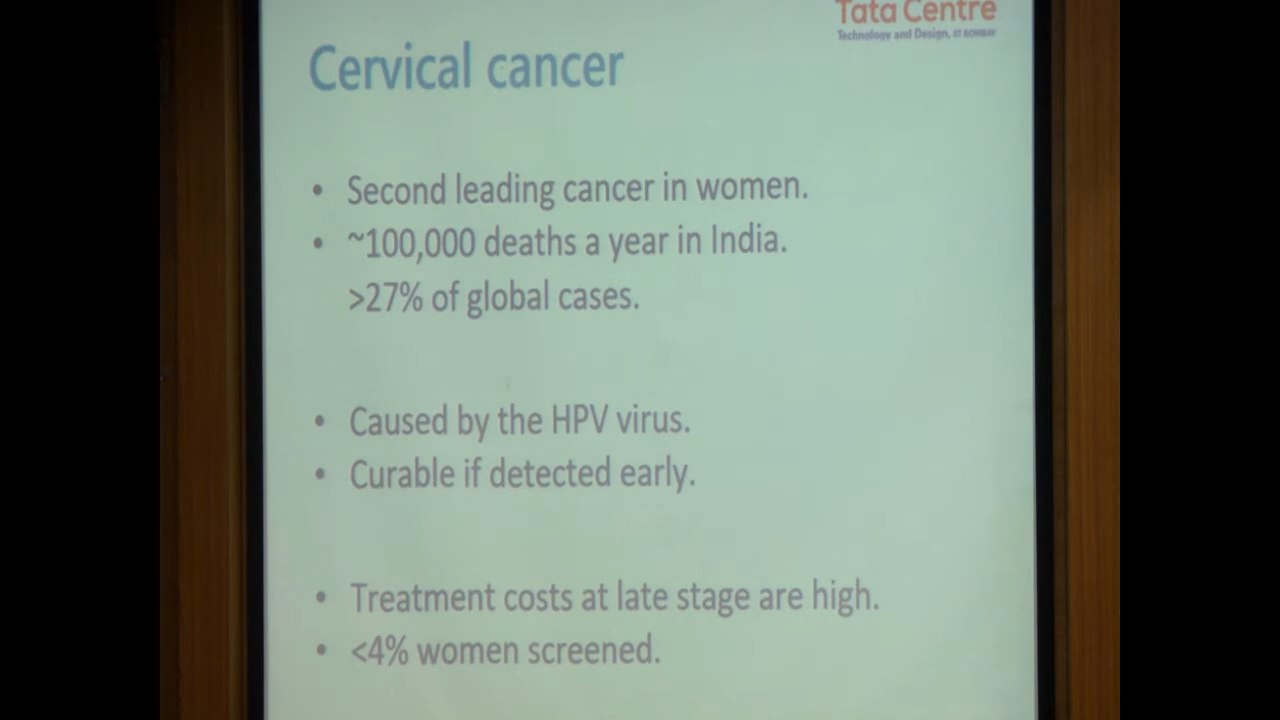 Tata Centre
Technology and Design, IIT BOMBAY
Cervical cancer
• Second leading cancer in women.
• ~100,000 deaths a year in India.
>27% of global cases.
• Caused by the HPV virus.
• Curable if detected early.
• Treatment costs at late stage are high.
• <4% women screened.